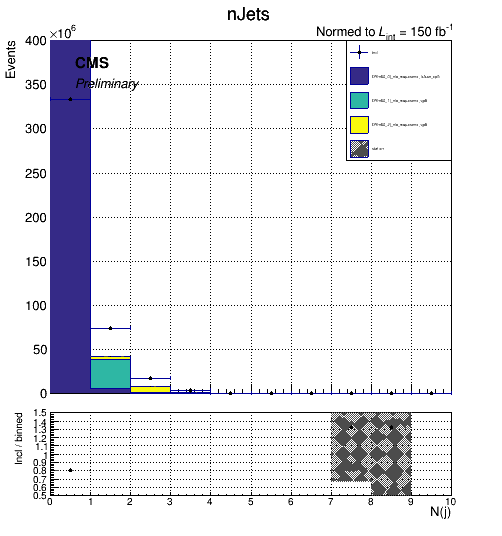 nJets
Normed to L_int = 150 fb⁻¹
×10⁶
Events
CMS
Preliminary
400
350
300
250
200
150
100
50
0
Incl / binned
1.5
1.4
1.3
1.2
1.1
1
0.9
0.8
0.7
0.6
0.5
0 1 2 3 4 5 6 7 8 9 10
N(j)